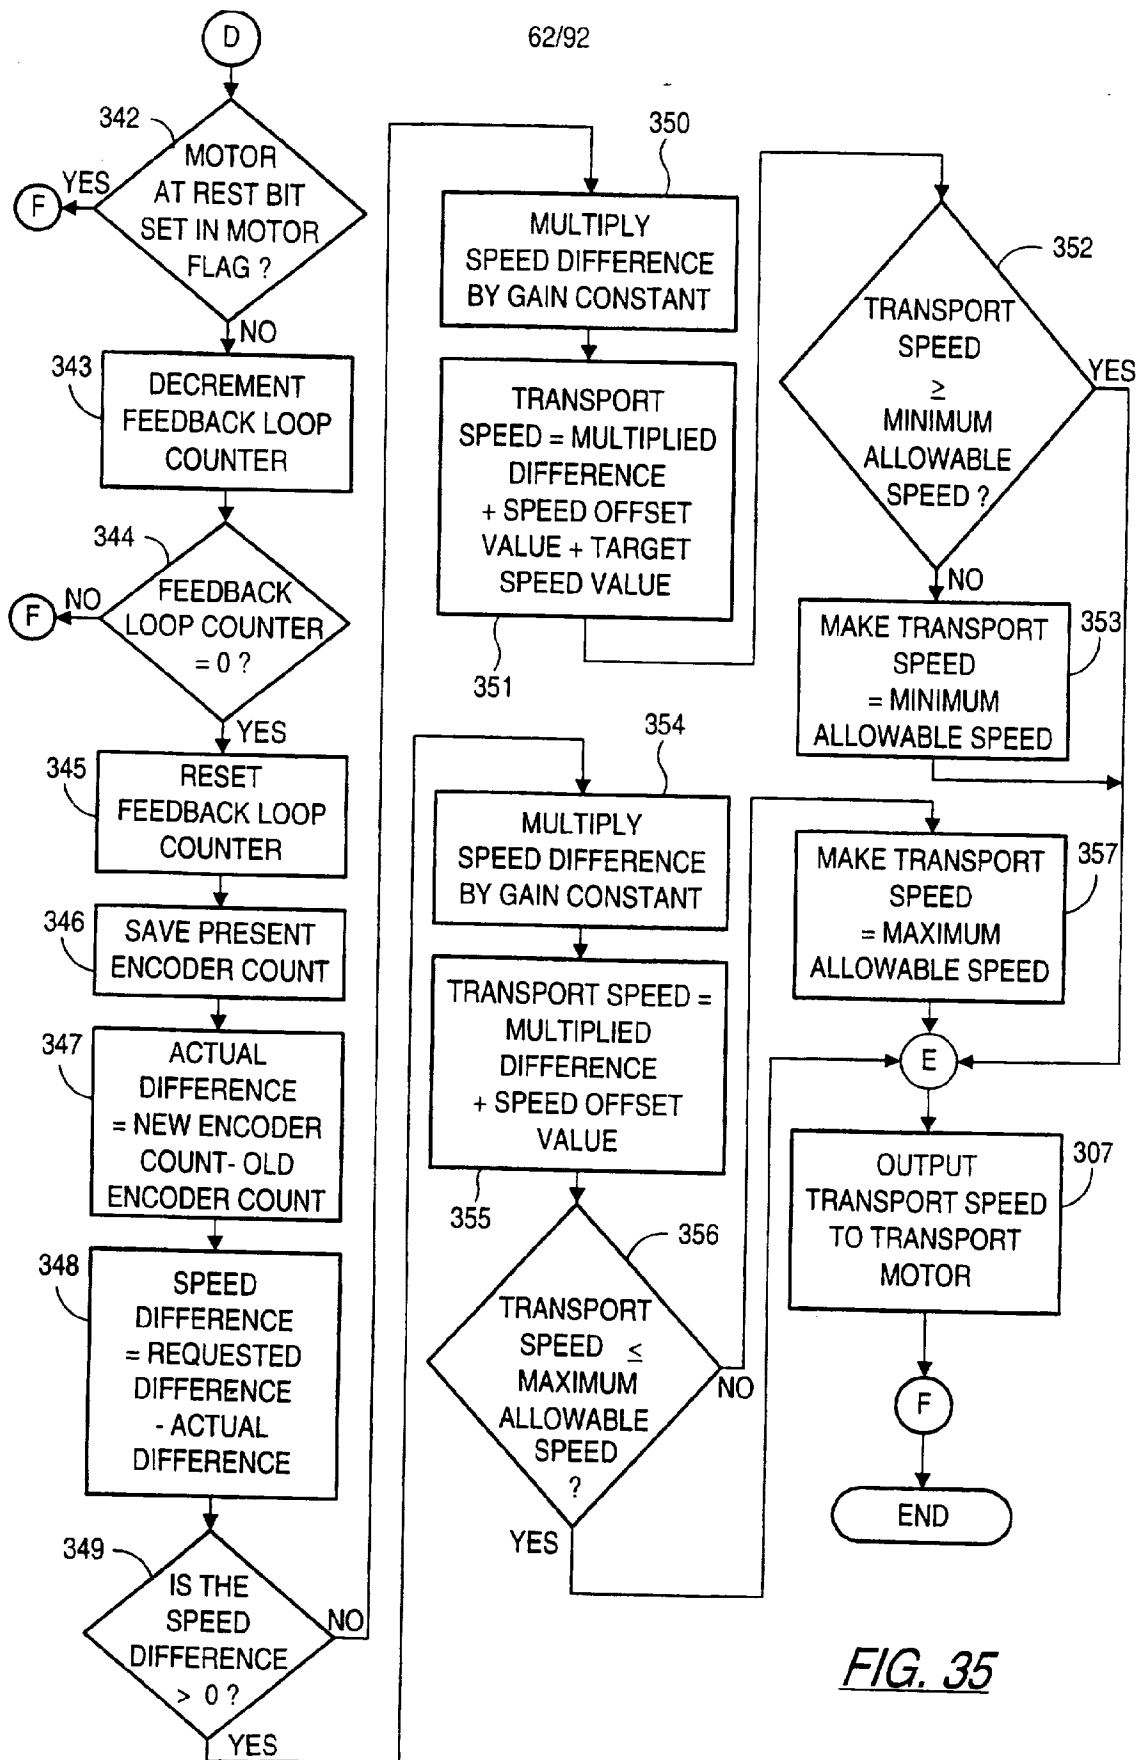 D
62/92
342
MOTOR
AT REST BIT
SET IN MOTOR
FLAG ?
YES
F
NO
343
DECREMENT
FEEDBACK LOOP
COUNTER
344
FEEDBACK
LOOP COUNTER
= 0 ?
NO
F
YES
345
RESET
FEEDBACK LOOP
COUNTER
346
SAVE PRESENT
ENCODER COUNT
347
ACTUAL
DIFFERENCE
= NEW ENCODER
COUNT- OLD
ENCODER COUNT
348
SPEED
DIFFERENCE
= REQUESTED
DIFFERENCE
- ACTUAL
DIFFERENCE
349
IS THE
SPEED
DIFFERENCE
> 0 ?
NO
YES
350
MULTIPLY
SPEED DIFFERENCE
BY GAIN CONSTANT
TRANSPORT
SPEED = MULTIPLIED
DIFFERENCE
+ SPEED OFFSET
VALUE + TARGET
SPEED VALUE
351
352
TRANSPORT
SPEED
≥
MINIMUM
ALLOWABLE
SPEED ?
YES
NO
353
MAKE TRANSPORT
SPEED
= MINIMUM
ALLOWABLE SPEED
354
MULTIPLY
SPEED DIFFERENCE
BY GAIN CONSTANT
TRANSPORT SPEED =
MULTIPLIED
DIFFERENCE
+ SPEED OFFSET
VALUE
355
356
TRANSPORT
SPEED ≤
MAXIMUM
ALLOWABLE
SPEED
?
NO
YES
357
MAKE TRANSPORT
SPEED
= MAXIMUM
ALLOWABLE SPEED
E
307
OUTPUT
TRANSPORT SPEED
TO TRANSPORT
MOTOR
F
END
FIG. 35